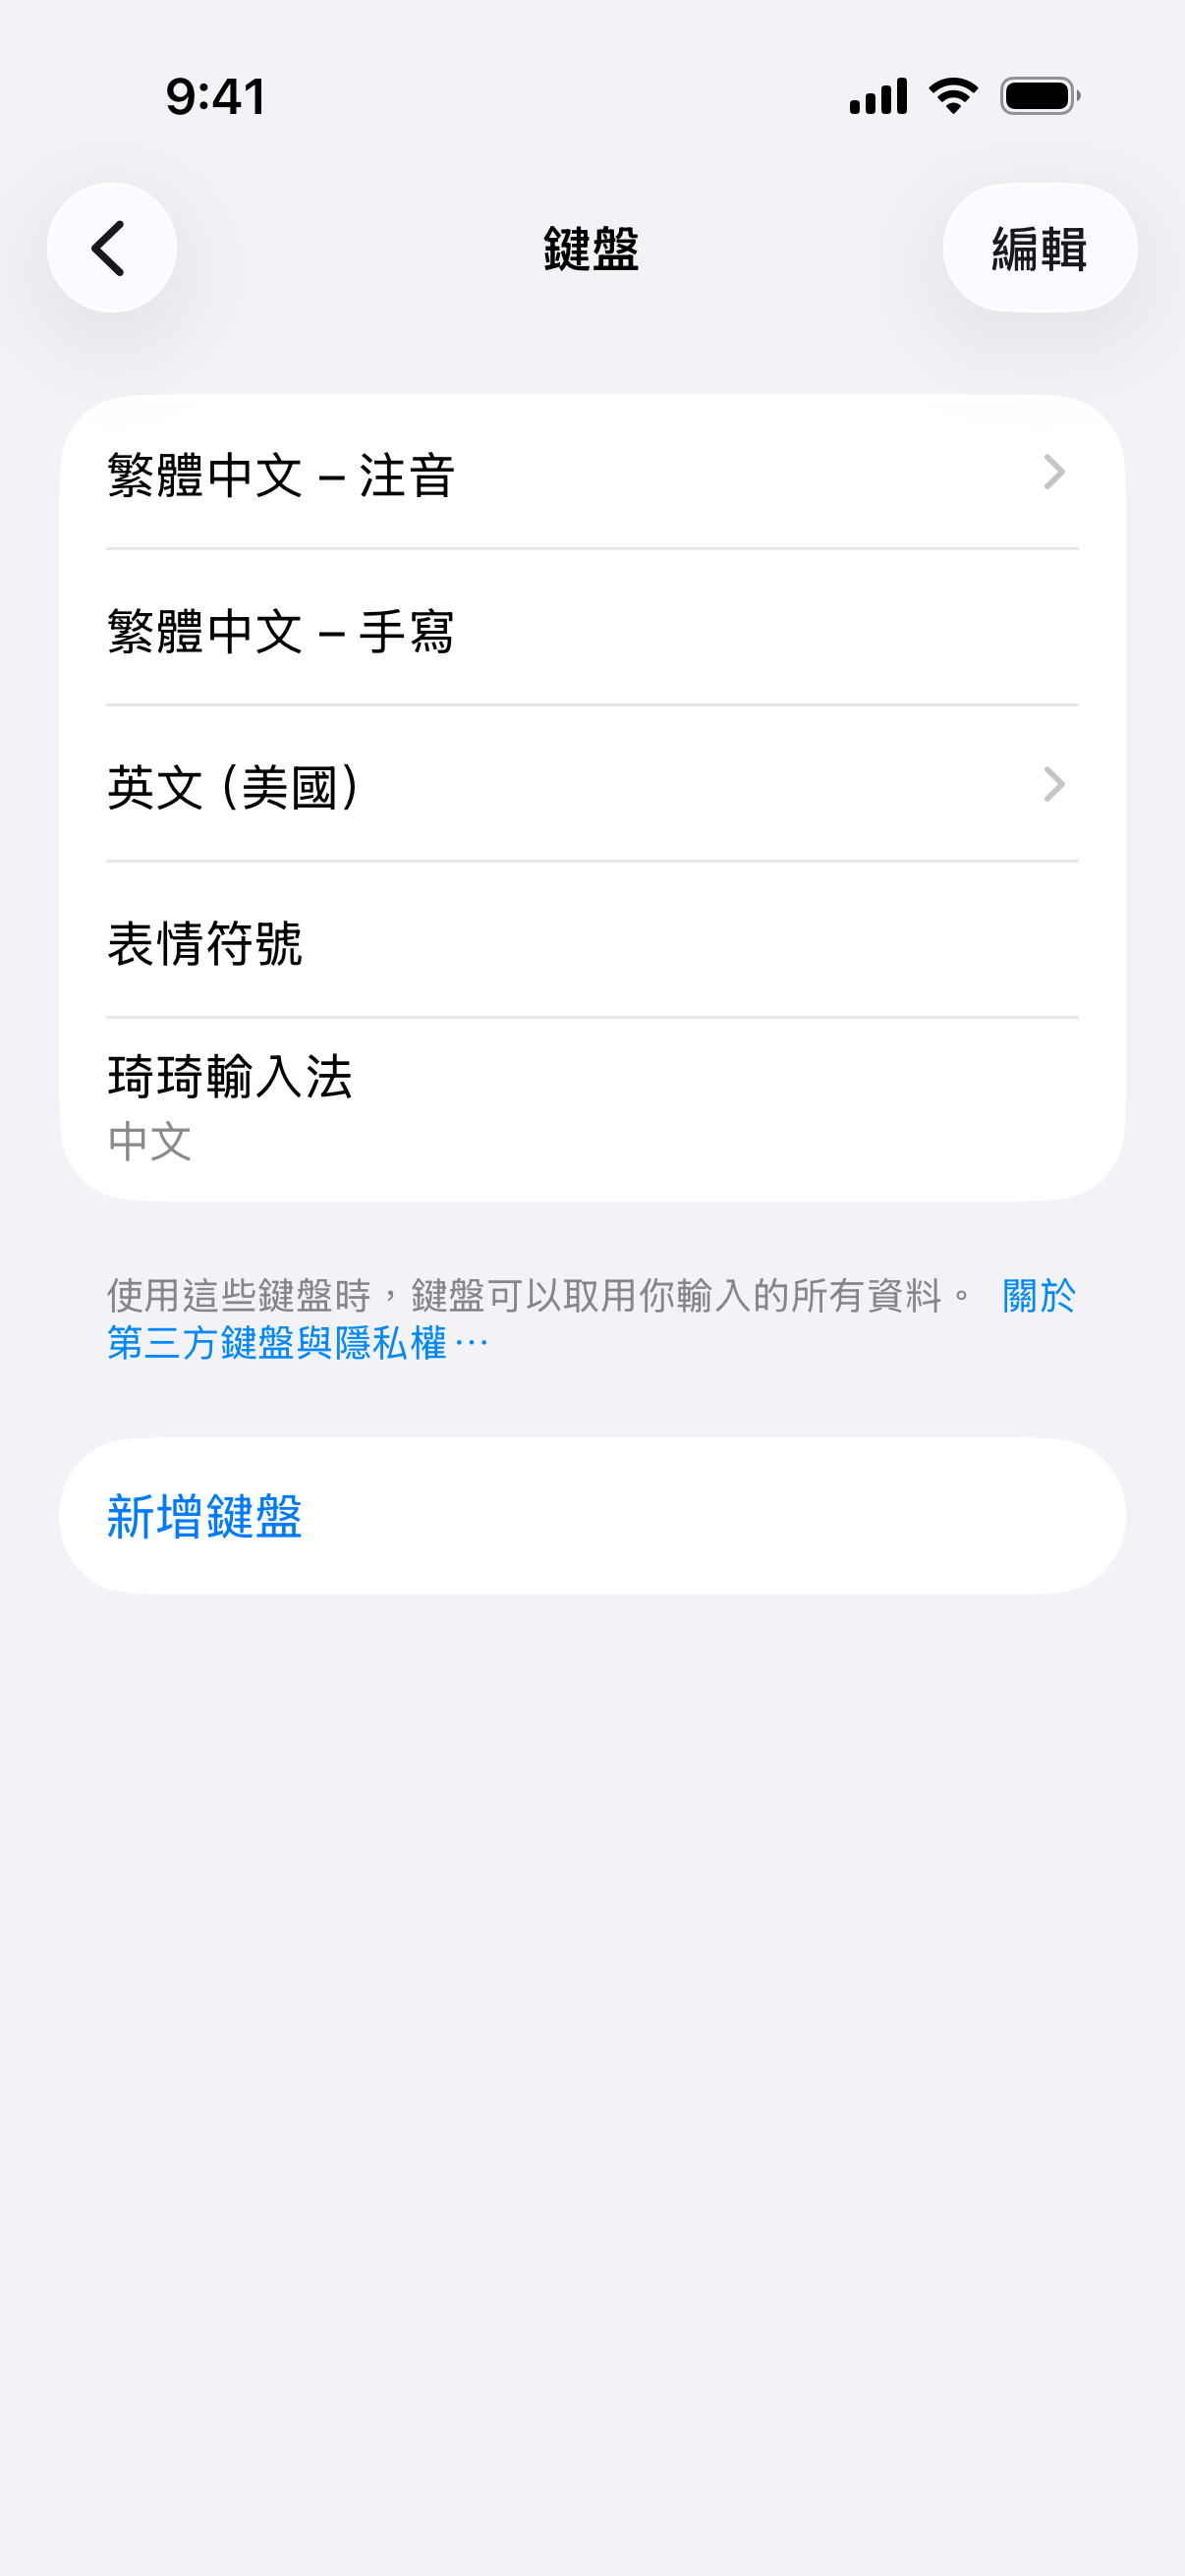 9:41
鍵盤
編輯
繁體中文 – 注音
繁體中文 – 手寫
英文 (美國)
表情符號
琦琦輸入法
中文
使用這些鍵盤時，鍵盤可以取用你輸入的所有資料。 關於
第三方鍵盤與隱私權⋯
新增鍵盤